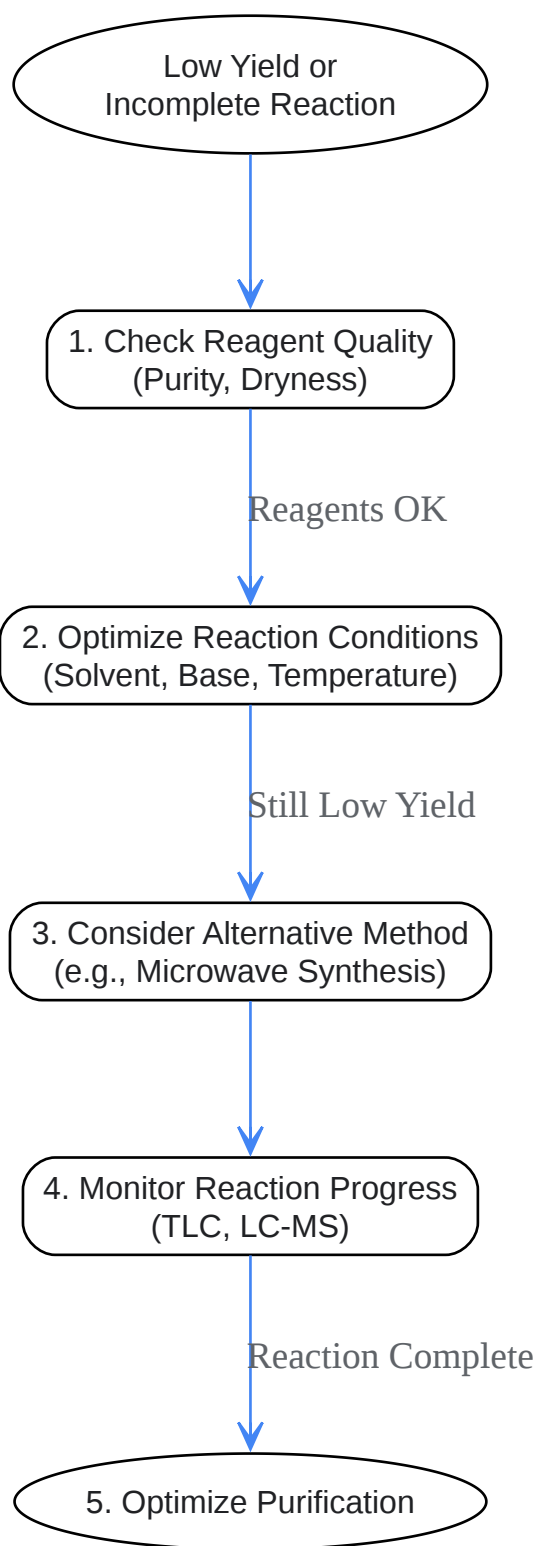 Low Yield or
Incomplete Reaction
1. Check Reagent Quality
(Purity, Dryness)
Reagents OK
2. Optimize Reaction Conditions
(Solvent, Base, Temperature)
Still Low Yield
3. Consider Alternative Method
(e.g., Microwave Synthesis)
4. Monitor Reaction Progress
(TLC, LC-MS)
Reaction Complete
5. Optimize Purification